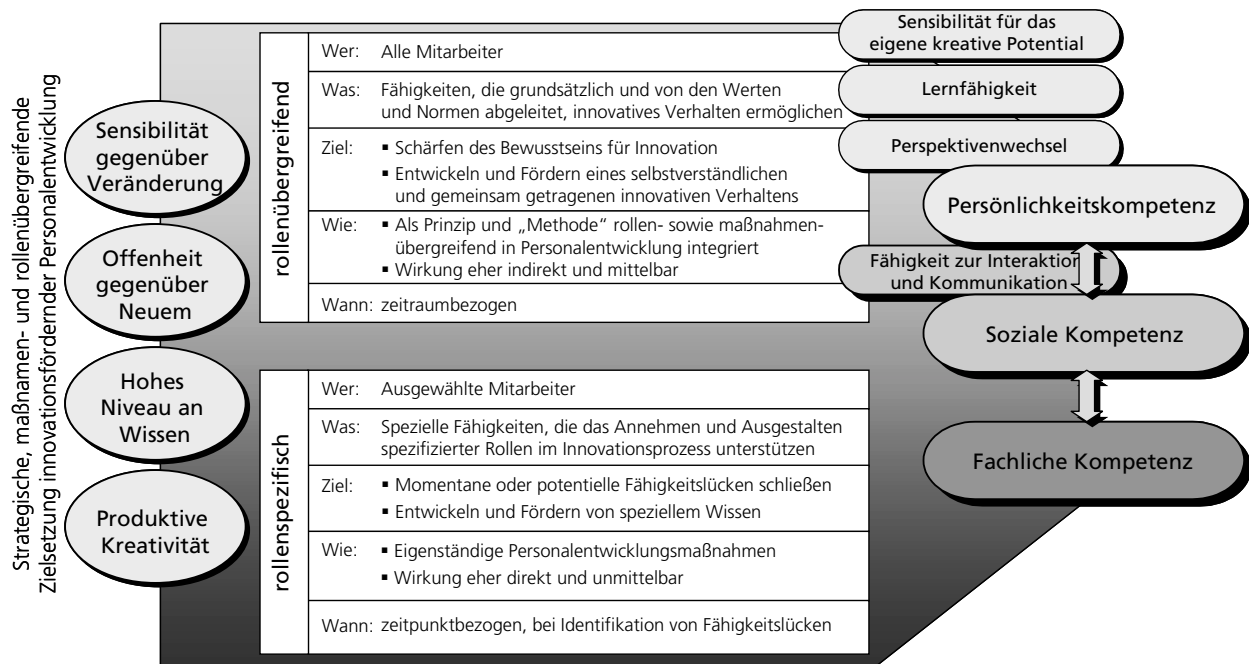 Strategische, maßnamen- und rollenübergreifende
Zielsetzung innovationsfördernder Personalentwicklung
Sensibilität
gegenüber
Veränderung
Offenheit
gegenüber
Neuem
Hohes
Niveau an
Wissen
Produktive
Kreativität
rollenübergreifend
Wer: Alle Mitarbeiter
Was: Fähigkeiten, die grundsätzlich und von den Werten
und Normen abgeleitet, innovatives Verhalten ermöglichen
Ziel: ▪ Schärfen des Bewusstseins für Innovation
▪ Entwickeln und Fördern eines selbstverständlichen
und gemeinsam getragenen innovativen Verhaltens
Wie: ▪ Als Prinzip und „Methode“ rollen- sowie maßnahmen-
übergreifend in Personalentwicklung integriert
▪ Wirkung eher indirekt und mittelbar
Wann: zeitraumbezogen
rollenspezifisch
Wer: Ausgewählte Mitarbeiter
Was: Spezielle Fähigkeiten, die das Annehmen und Ausgestalten
spezifizierter Rollen im Innovationsprozess unterstützen
Ziel: ▪ Momentane oder potentielle Fähigkeitslücken schließen
▪ Entwickeln und Fördern von speziellem Wissen
Wie: ▪ Eigenständige Personalentwicklungsmaßnahmen
▪ Wirkung eher direkt und unmittelbar
Wann: zeitpunktbezogen, bei Identifikation von Fähigkeitslücken
Sensibilität für das
eigene kreative Potential
Lernfähigkeit
Perspektivenwechsel
Persönlichkeitskompetenz
Fähigkeit zur Interaktion
und Kommunikation
Soziale Kompetenz
Fachliche Kompetenz